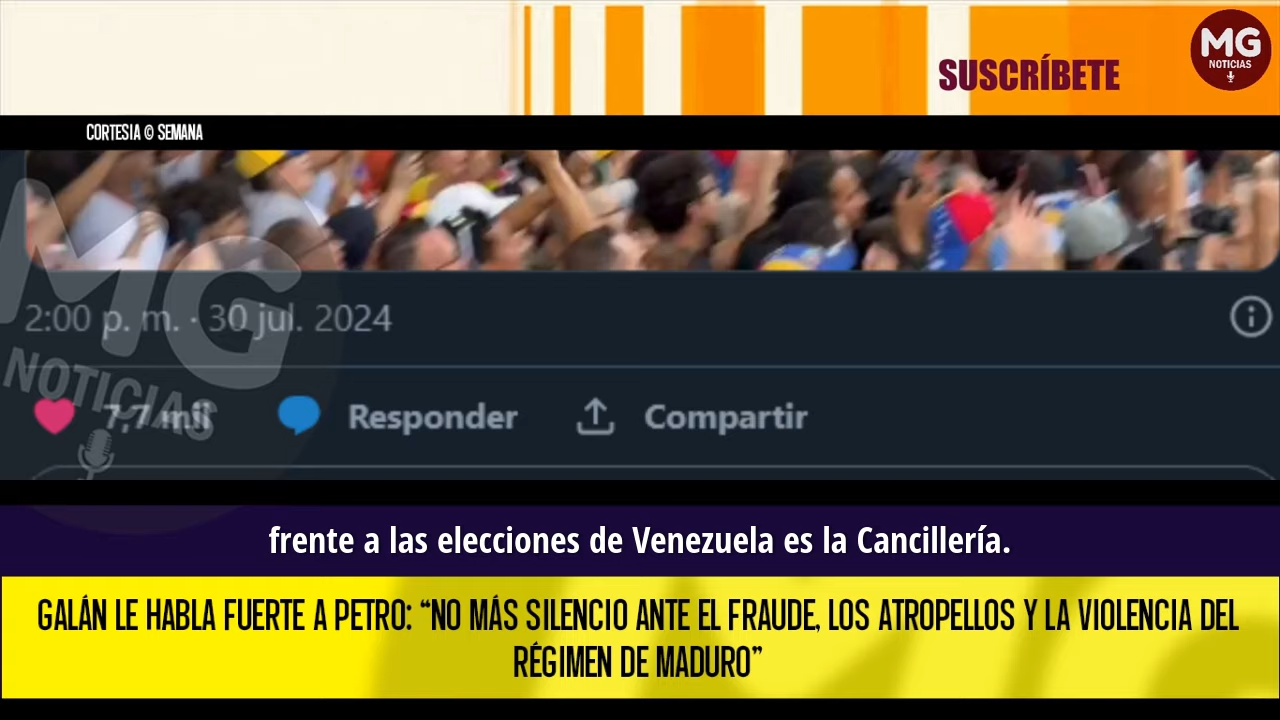 SUSCRÍBETE
MG
NOTICIAS
CORTESIA © SEMANA
MG
NOTICIAS
2:00 p. m. · 30 jul. 2024
7,7 mil Responder Compartir
frente a las elecciones de Venezuela es la Cancillería.
GALÁN LE HABLA FUERTE A PETRO: “NO MÁS SILENCIO ANTE EL FRAUDE, LOS ATROPELLOS Y LA VIOLENCIA DEL
RÉGIMEN DE MADURO”